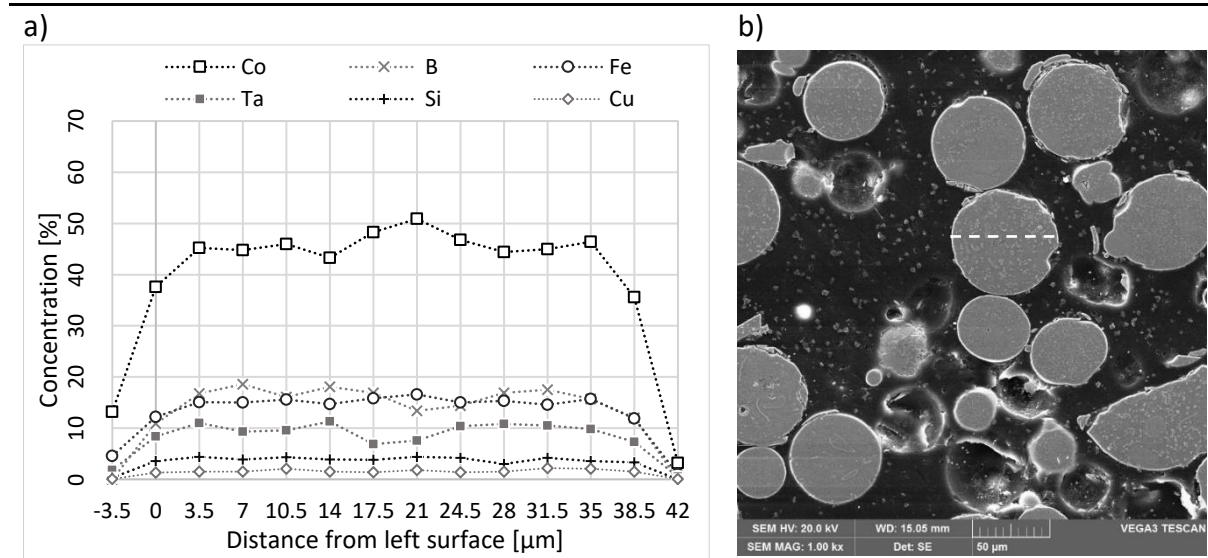 a)
Co B Fe
Ta Si Cu
Concentration [%]
70
60
50
40
30
20
10
0
-3.5 0 3.5 7 10.5 14 17.5 21 24.5 28 31.5 35 38.5 42
Distance from left surface [µm]
b)
SEM HV: 20.0 kV WD: 15.05 mm VEGA3 TESCAN
SEM MAG: 1.00 kx Det: SE 50 µm